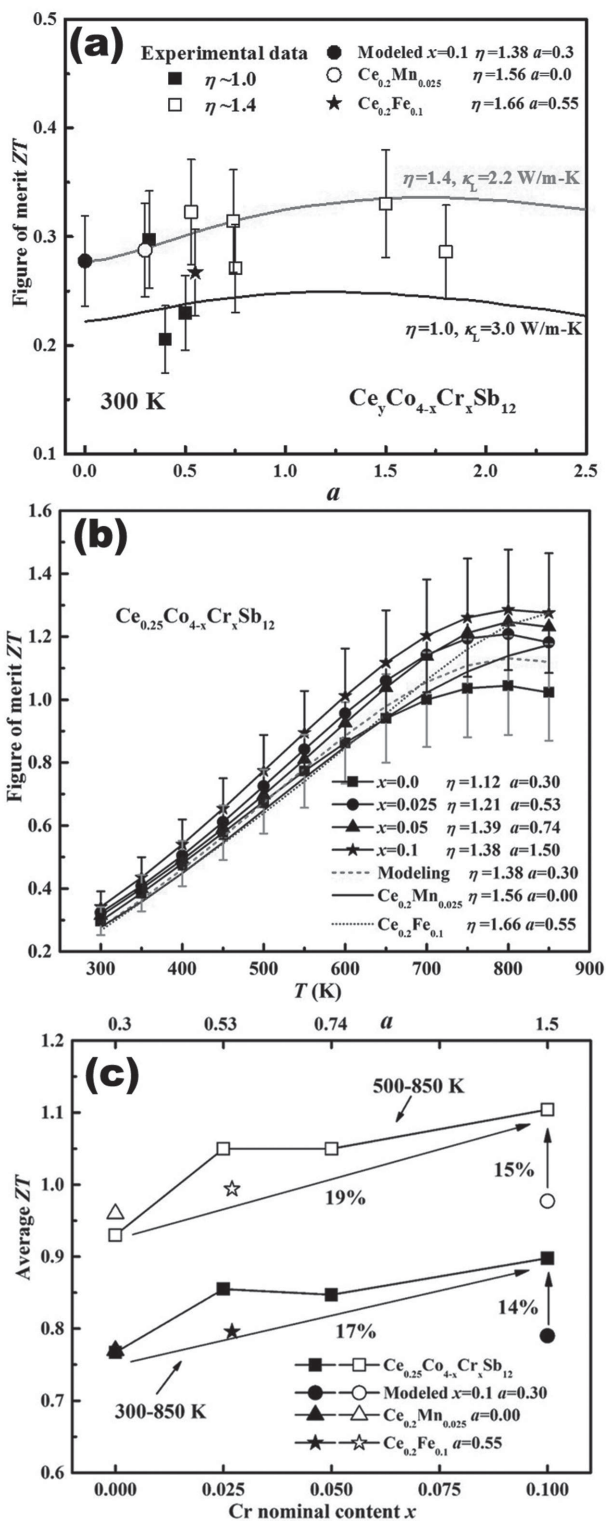 (a)
Experimental data
η ~1.0
η ~1.4
Modeled x=0.1 η=1.38 a=0.3
Ce0.2Mn0.025 η=1.56 a=0.0
Ce0.2Fe0.1 η=1.66 a=0.55
η=1.4, κL=2.2 W/m-K
η=1.0, κL=3.0 W/m-K
300 K
CeyCo4-xCrxSb12
Figure of merit ZT
0.5
0.4
0.3
0.2
0.1
0.0 0.5 1.0 1.5 2.0 2.5
a
(b)
Ce0.25Co4-xCrxSb12
x=0.0 η=1.12 a=0.30
x=0.025 η=1.21 a=0.53
x=0.05 η=1.39 a=0.74
x=0.1 η=1.38 a=1.50
Modeling η=1.38 a=0.30
Ce0.2Mn0.025 η=1.56 a=0.00
Ce0.2Fe0.1 η=1.66 a=0.55
Figure of merit ZT
1.6
1.4
1.2
1.0
0.8
0.6
0.4
0.2
300 400 500 600 700 800 900
T (K)
0.3 0.53 0.74 a 1.5
(c)
500-850 K
15%
19%
14%
17%
300-850 K
Ce0.25Co4-xCrxSb12
Modeled x=0.1 a=0.30
Ce0.2Mn0.025 a=0.00
Ce0.2Fe0.1 a=0.55
Average ZT
1.2
1.1
1.0
0.9
0.8
0.7
0.6
0.000 0.025 0.050 0.075 0.100
Cr nominal content x